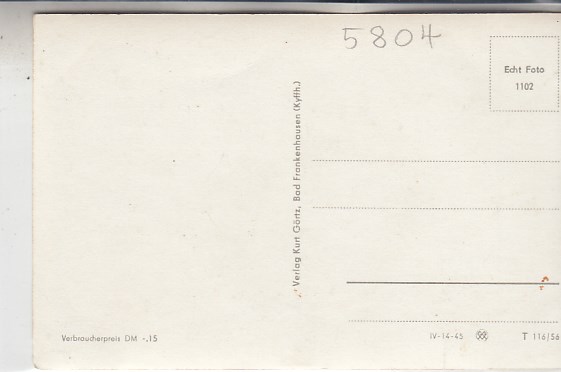 5804
Echt Foto
1102
Verlag Kurt Görtz, Bad Frankenhausen (Kyffh.)
Verbraucherpreis DM -.15
IV-14-45
T 116/56